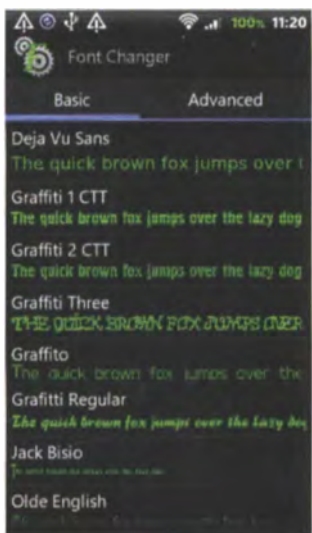 100% 11:20
Font Changer
Basic Advanced
Deja Vu Sans
The quick brown fox jumps over t
Graffiti 1 CTT
The quick brown fox jumps over the lazy dog
Graffiti 2 CTT
The quick brown fox jumps over the lazy dog
Graffiti Three
THE QUICK BROWN FOX JUMPS OVER
Graffito
The quick brown fox jumps over the
Grafitti Regular
The quick brown fox jumps over the lazy dog
Jack Bisio
Olde English